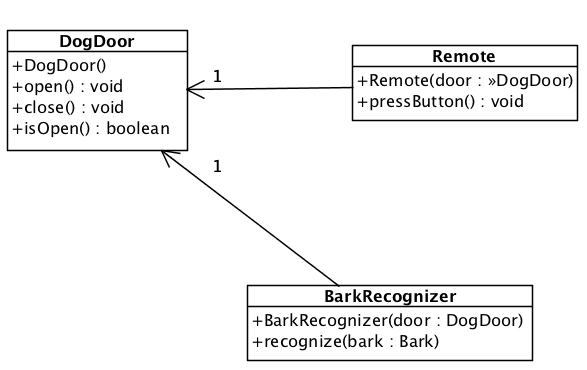 DogDoor
+DogDoor()
+open() : void
+close() : void
+isOpen() : boolean
1
Remote
+Remote(door : »DogDoor)
+pressButton() : void
1
BarkRecognizer
+BarkRecognizer(door : DogDoor)
+recognize(bark : Bark)